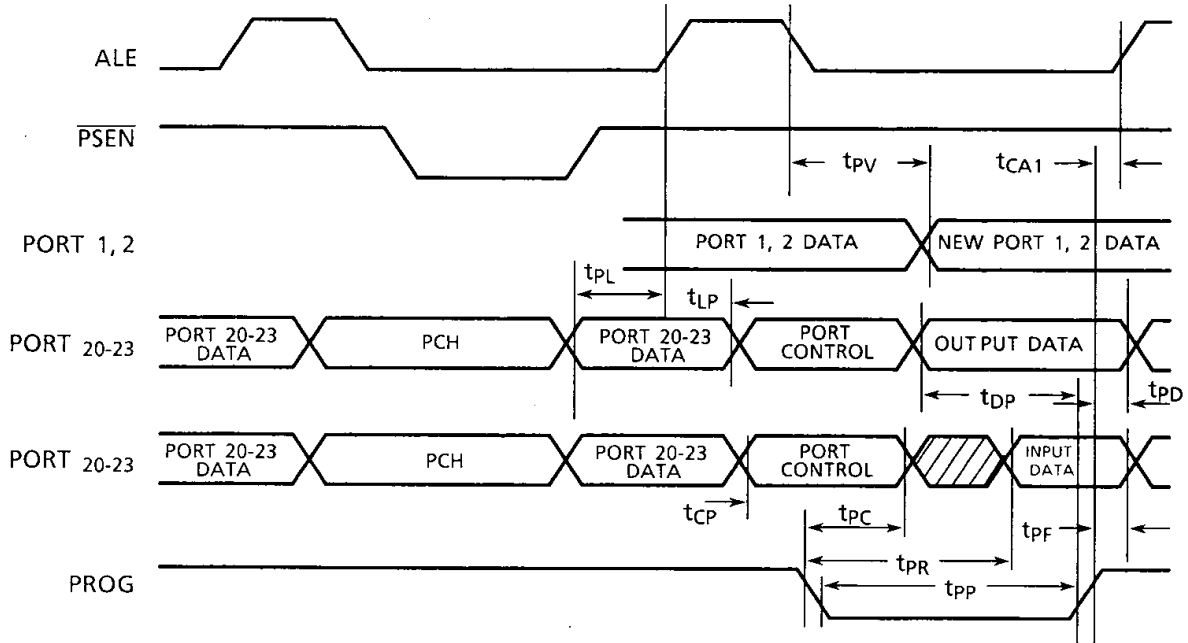 ALE
PSEN
tPV
tCA1
PORT 1, 2
PORT 1, 2 DATA
NEW PORT 1, 2 DATA
tPL
tLP
PORT 20-23
PORT 20-23
DATA
PCH
PORT 20-23
DATA
PORT
CONTROL
OUTPUT DATA
tDP
tPD
PORT 20-23
PORT 20-23
DATA
PCH
PORT 20-23
DATA
PORT
CONTROL
INPUT
DATA
tCP
tPC
tPF
tPR
PROG
tPP